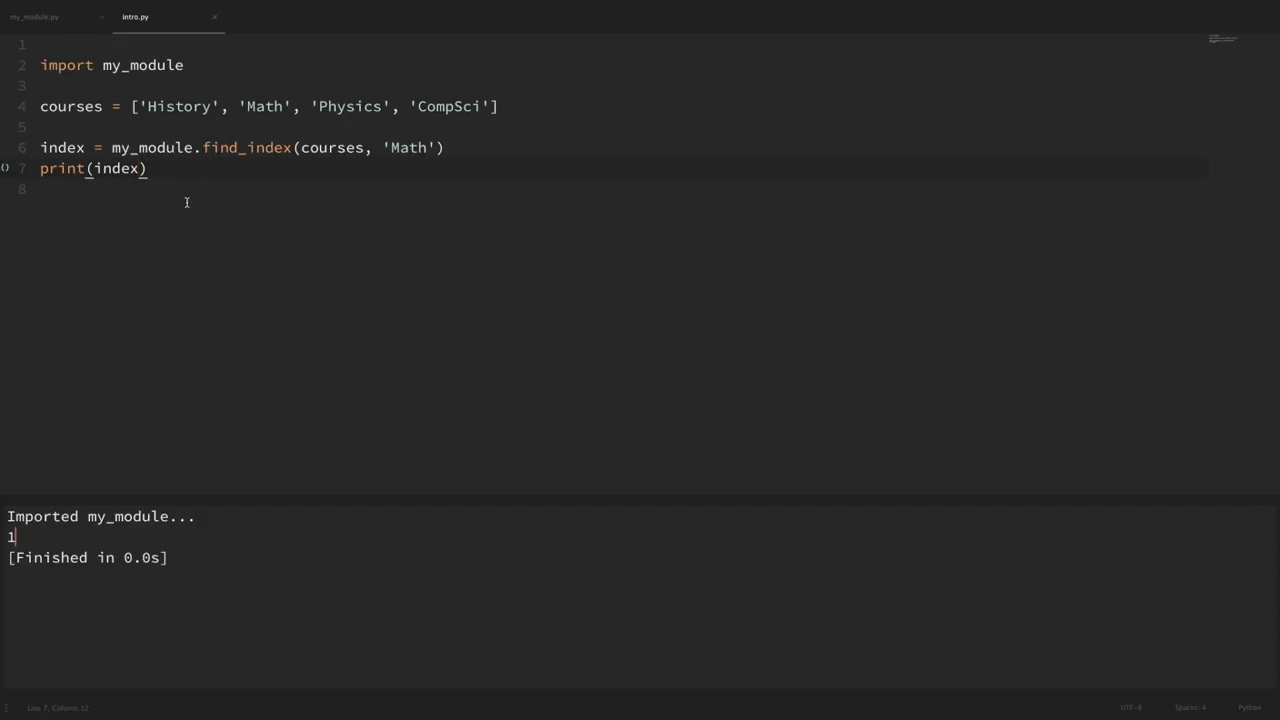 my_module.py × intro.py ×
1
2 import my_module
3
4 courses = ['History', 'Math', 'Physics', 'CompSci']
5
6 index = my_module.find_index(courses, 'Math')
() 7 print(index)
8
Imported my_module...
1
[Finished in 0.0s]
Line 7, Column 12 UTF-8 Spaces: 4 Python